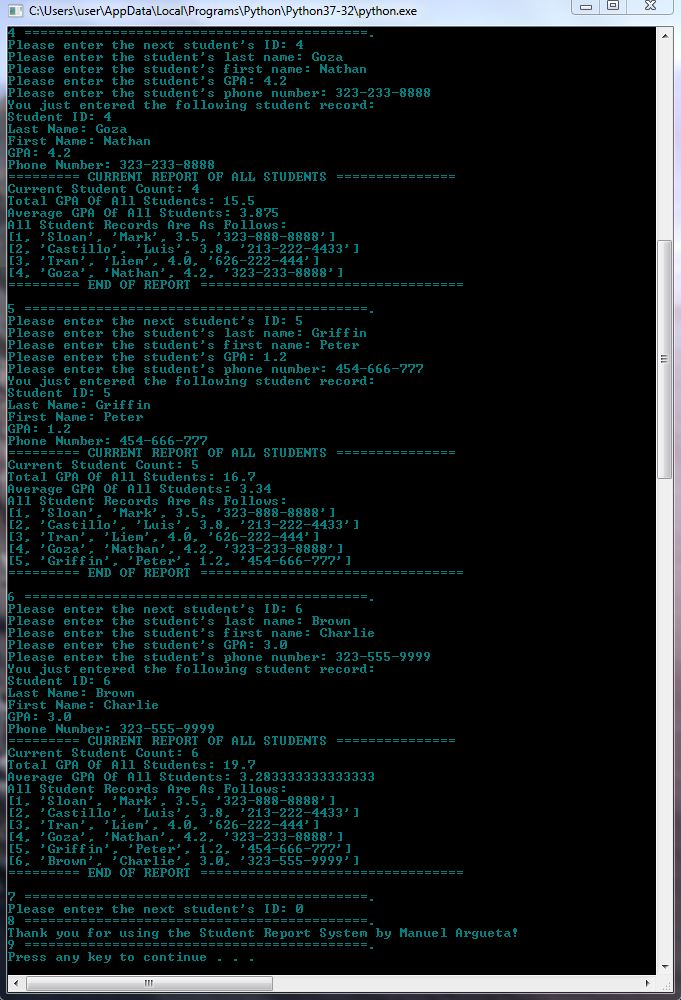 C:\Users\user\AppData\Local\Programs\Python\Python37-32\python.exe
4 ===========================================.
Please enter the next student's ID: 4
Please enter the student's last name: Goza
Please enter the student's first name: Nathan
Please enter the student's GPA: 4.2
Please enter the student's phone number: 323-233-8888
You just entered the following student record:
Student ID: 4
Last Name: Goza
First Name: Nathan
GPA: 4.2
Phone Number: 323-233-8888
========= CURRENT REPORT OF ALL STUDENTS ===============
Current Student Count: 4
Total GPA Of All Students: 15.5
Average GPA Of All Students: 3.875
All Student Records Are As Follows:
[1, 'Sloan', 'Mark', 3.5, '323-888-8888']
[2, 'Castillo', 'Luis', 3.8, '213-222-4433']
[3, 'Tran', 'Liem', 4.0, '626-222-444']
[4, 'Goza', 'Nathan', 4.2, '323-233-8888']
========= END OF REPORT =================================
5 ===========================================.
Please enter the next student's ID: 5
Please enter the student's last name: Griffin
Please enter the student's first name: Peter
Please enter the student's GPA: 1.2
Please enter the student's phone number: 454-666-777
You just entered the following student record:
Student ID: 5
Last Name: Griffin
First Name: Peter
GPA: 1.2
Phone Number: 454-666-777
========= CURRENT REPORT OF ALL STUDENTS ===============
Current Student Count: 5
Total GPA Of All Students: 16.7
Average GPA Of All Students: 3.34
All Student Records Are As Follows:
[1, 'Sloan', 'Mark', 3.5, '323-888-8888']
[2, 'Castillo', 'Luis', 3.8, '213-222-4433']
[3, 'Tran', 'Liem', 4.0, '626-222-444']
[4, 'Goza', 'Nathan', 4.2, '323-233-8888']
[5, 'Griffin', 'Peter', 1.2, '454-666-777']
========= END OF REPORT =================================
6 ===========================================.
Please enter the next student's ID: 6
Please enter the student's last name: Brown
Please enter the student's first name: Charlie
Please enter the student's GPA: 3.0
Please enter the student's phone number: 323-555-9999
You just entered the following student record:
Student ID: 6
Last Name: Brown
First Name: Charlie
GPA: 3.0
Phone Number: 323-555-9999
========= CURRENT REPORT OF ALL STUDENTS ===============
Current Student Count: 6
Total GPA Of All Students: 19.7
Average GPA Of All Students: 3.283333333333333
All Student Records Are As Follows:
[1, 'Sloan', 'Mark', 3.5, '323-888-8888']
[2, 'Castillo', 'Luis', 3.8, '213-222-4433']
[3, 'Tran', 'Liem', 4.0, '626-222-444']
[4, 'Goza', 'Nathan', 4.2, '323-233-8888']
[5, 'Griffin', 'Peter', 1.2, '454-666-777']
[6, 'Brown', 'Charlie', 3.0, '323-555-9999']
========= END OF REPORT =================================
7 ===========================================.
Please enter the next student's ID: 0
8 ===========================================.
Thank you for using the Student Report System by Manuel Argueta!
9 ===========================================.
Press any key to continue . . .